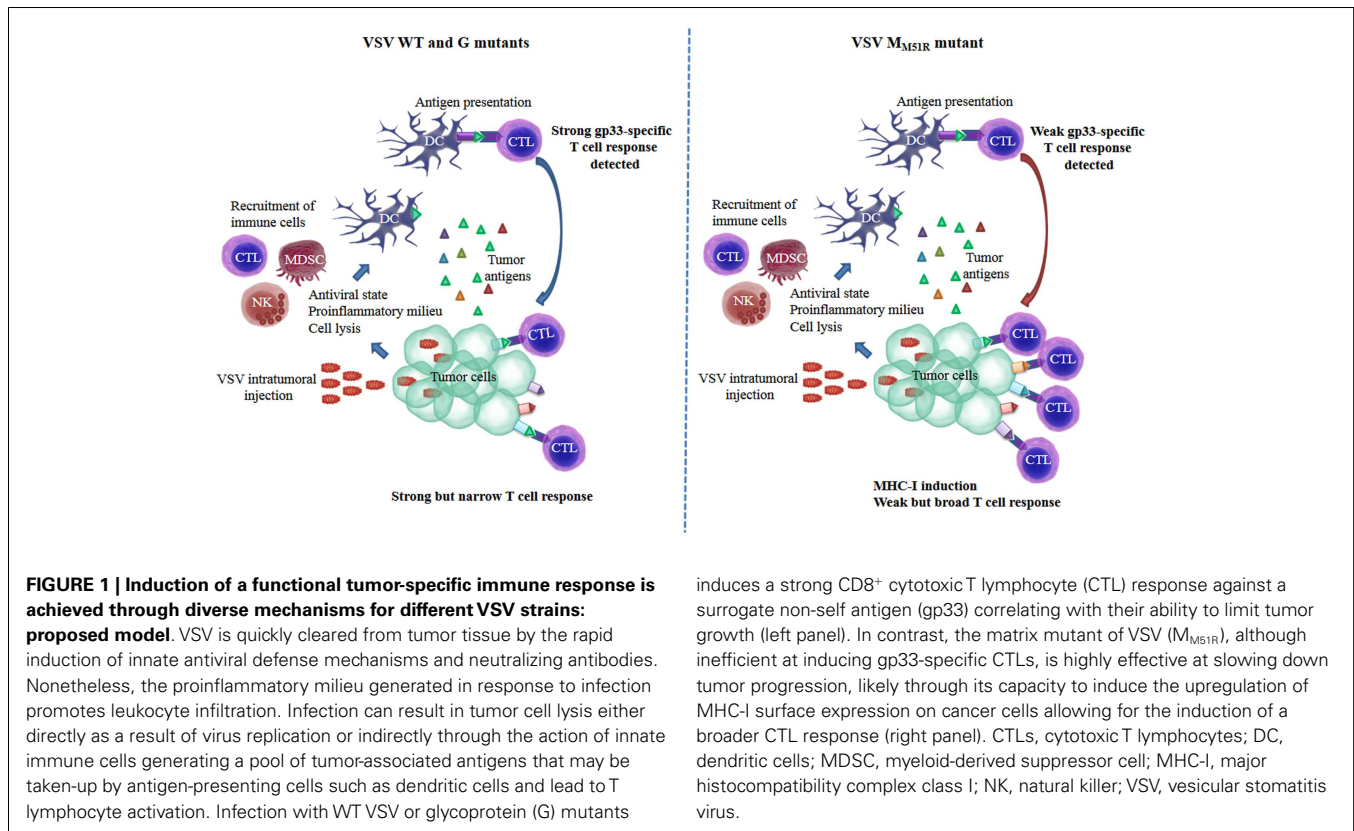 VSV WT and G mutants
Antigen presentation
DC
CTL
Strong gp33-specific
T cell response
detected
Recruitment of
immune cells
DC
CTL
MDSC
NK
Tumor
antigens
Antiviral state
Proinflammatory milieu
Cell lysis
CTL
VSV intratumoral
injection
Tumor cells
CTL
Strong but narrow T cell response
VSV M_M51R mutant
Antigen presentation
DC
CTL
Weak gp33-specific
T cell response
detected
Recruitment of
immune cells
DC
CTL
MDSC
NK
Tumor
antigens
Antiviral state
Proinflammatory milieu
Cell lysis
CTL
CTL
VSV intratumoral
injection
Tumor cells
CTL
CTL
MHC-I induction
Weak but broad T cell response
FIGURE 1 | Induction of a functional tumor-specific immune response is
achieved through diverse mechanisms for different VSV strains:
proposed model. VSV is quickly cleared from tumor tissue by the rapid
induction of innate antiviral defense mechanisms and neutralizing antibodies.
Nonetheless, the proinflammatory milieu generated in response to infection
promotes leukocyte infiltration. Infection can result in tumor cell lysis either
directly as a result of virus replication or indirectly through the action of innate
immune cells generating a pool of tumor-associated antigens that may be
taken-up by antigen-presenting cells such as dendritic cells and lead to T
lymphocyte activation. Infection with WT VSV or glycoprotein (G) mutants
induces a strong CD8⁺ cytotoxic T lymphocyte (CTL) response against a
surrogate non-self antigen (gp33) correlating with their ability to limit tumor
growth (left panel). In contrast, the matrix mutant of VSV (M_M51R), although
inefficient at inducing gp33-specific CTLs, is highly effective at slowing down
tumor progression, likely through its capacity to induce the upregulation of
MHC-I surface expression on cancer cells allowing for the induction of a
broader CTL response (right panel). CTLs, cytotoxic T lymphocytes; DC,
dendritic cells; MDSC, myeloid-derived suppressor cell; MHC-I, major
histocompatibility complex class I; NK, natural killer; VSV, vesicular stomatitis
virus.